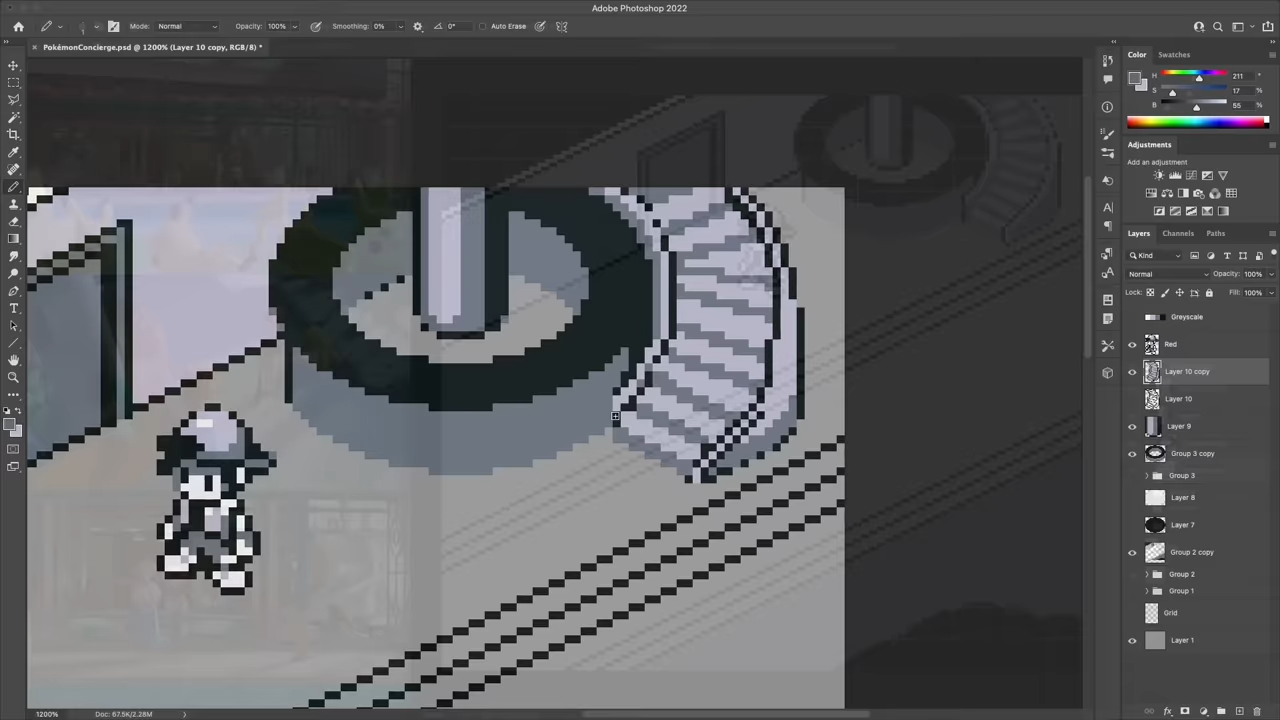 Adobe Photoshop 2022
Mode: Normal Opacity: 100% Smoothing: 0% 0° Auto Erase
× PokémonConcierge.psd @ 1200% (Layer 10 copy, RGB/8) *
Color Swatches
H 211
S 17 %
B 55 %
Adjustments
Add an adjustment
Layers Channels Paths
Kind
Normal Opacity: 100%
Lock: Fill: 100%
Greyscale
Red
Layer 10 copy
Layer 10
Layer 9
Group 3 copy
Group 3
Layer 8
Layer 7
Group 2 copy
Group 2
Group 1
Grid
Layer 1
1200% Doc: 67.5K/2.28M